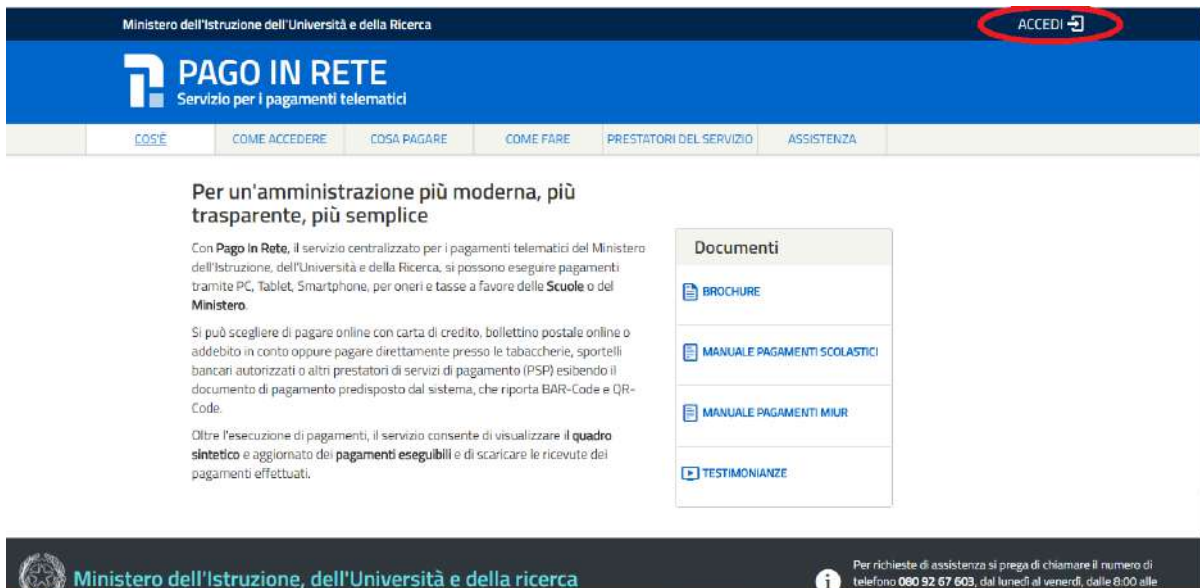 Ministero dell'Istruzione dell'Università e della Ricerca
ACCEDI
PAGO IN RETE
Servizio per i pagamenti telematici
COS'È
COME ACCEDERE
COSA PAGARE
COME FARE
PRESTATORI DEL SERVIZIO
ASSISTENZA
Per un'amministrazione più moderna, più
trasparente, più semplice
Con Pago In Rete, il servizio centralizzato per i pagamenti telematici del Ministero
dell'Istruzione, dell'Università e della Ricerca, si possono eseguire pagamenti
tramite PC, Tablet, Smartphone, per oneri e tasse a favore delle Scuole o del
Ministero.
Si può scegliere di pagare online con carta di credito, bollettino postale online o
addebito in conto oppure pagare direttamente presso le tabaccherie, sportelli
bancari autorizzati o altri prestatori di servizi di pagamento (PSP) esibendo il
documento di pagamento predisposto dal sistema, che riporta BAR-Code e QR-
Code.
Oltre l'esecuzione di pagamenti, il servizio consente di visualizzare il quadro
sintetico e aggiornato dei pagamenti eseguibili e di scaricare le ricevute dei
pagamenti effettuati.
Documenti
BROCHURE
MANUALE PAGAMENTI SCOLASTICI
MANUALE PAGAMENTI MIUR
TESTIMONIANZE
Ministero dell'Istruzione, dell'Università e della ricerca
Per richieste di assistenza si prega di chiamare il numero di
telefono 080 92 67 603, dal lunedì al venerdì, dalle 8:00 alle